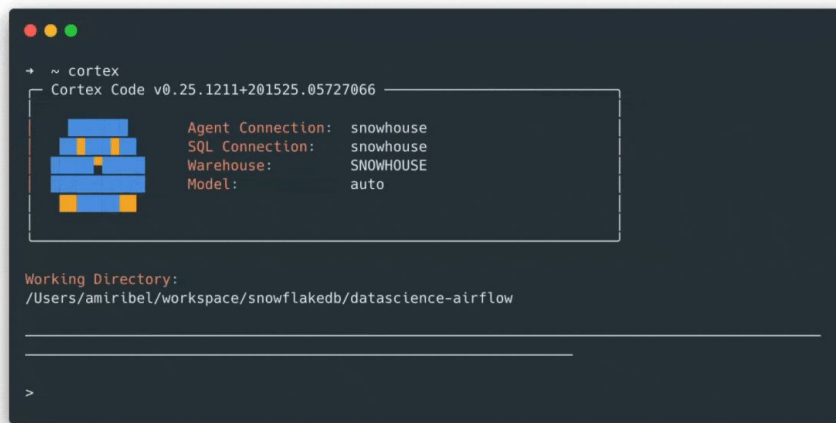 → ~ cortex
Cortex Code v0.25.1211+201525.05727066
Agent Connection: snowhouse
SQL Connection: snowhouse
Warehouse: SNOWHOUSE
Model: auto
Working Directory:
/Users/amiribel/workspace/snowflakedb/datascience-airflow
>